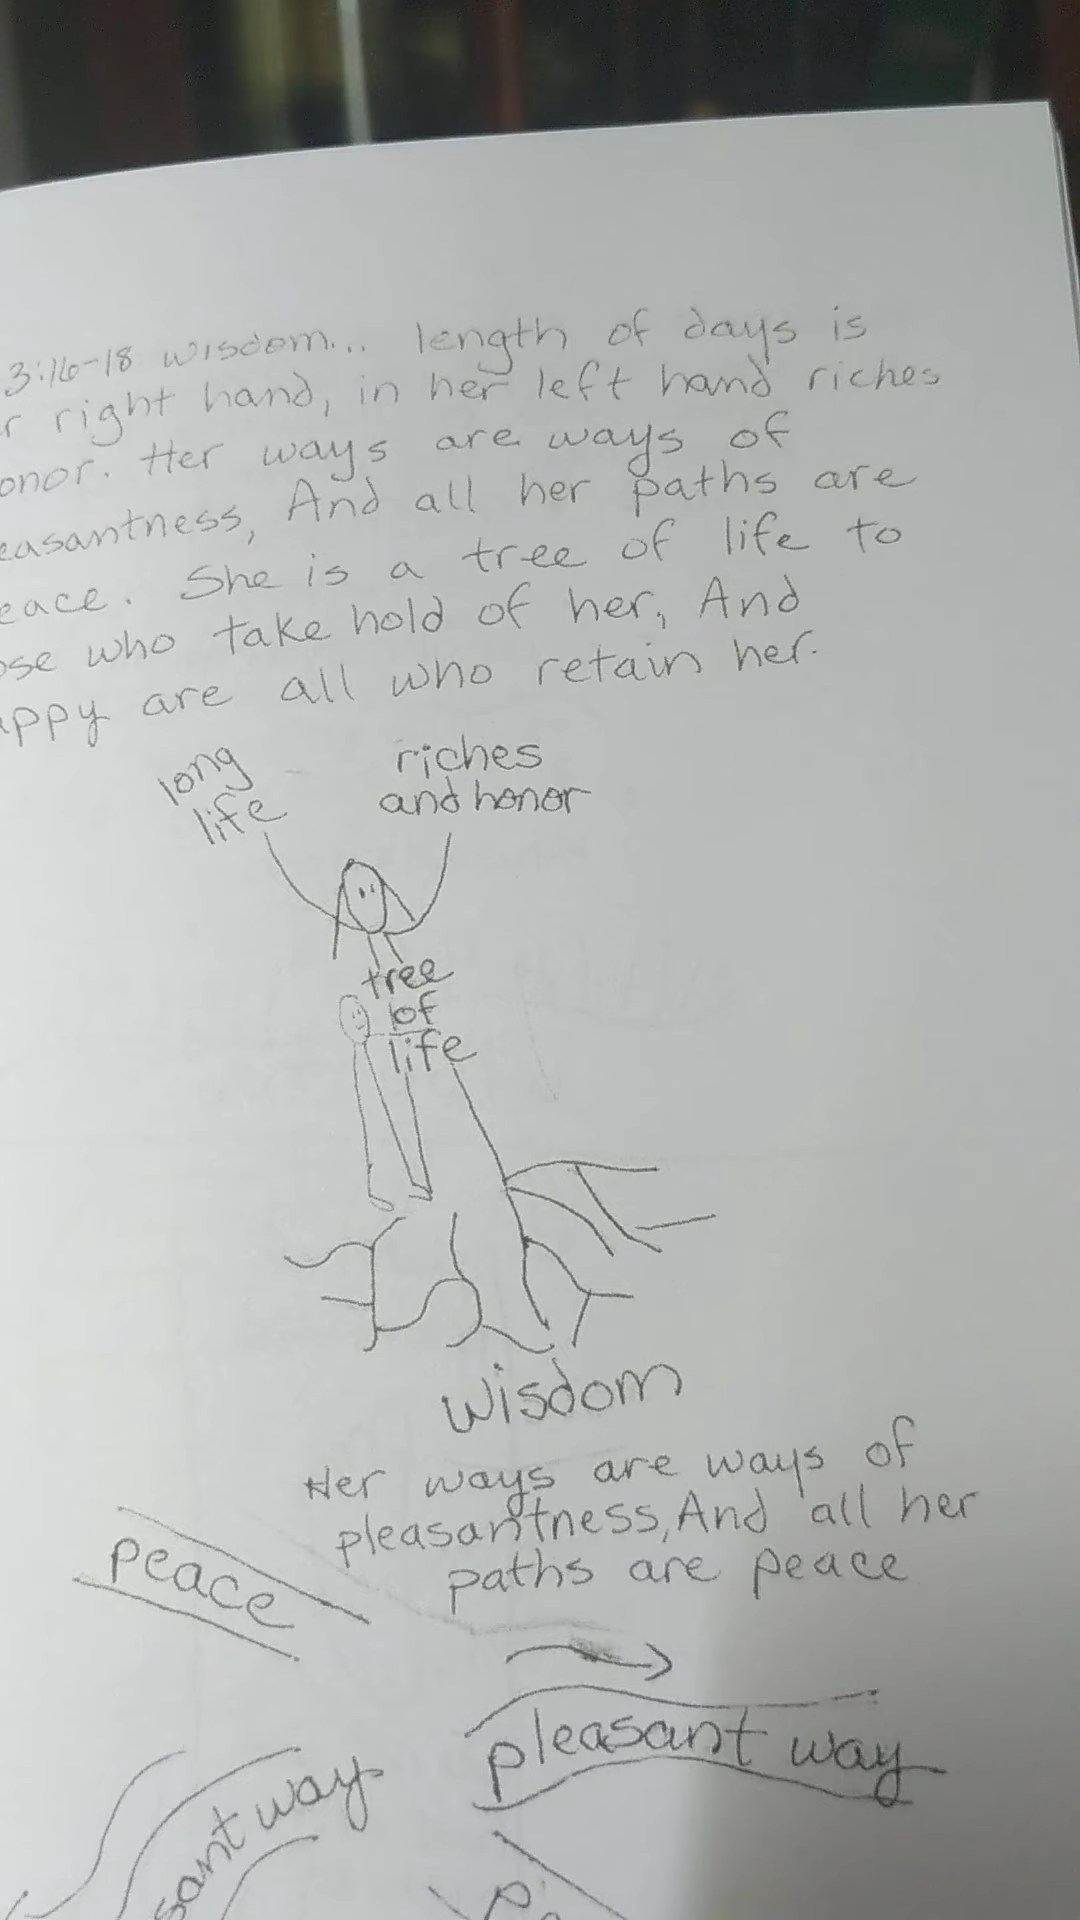 3:16-18 wisdom... length of days is
r right hand, in her left hand riches
onor. Her ways are ways of
easantness, And all her paths are
eace. She is a tree of life to
ose who take hold of her, And
appy are all who retain her.
long
life
riches
and honor
tree
of
life
wisdom
Her ways are ways of
pleasantness, And all her
paths are peace
peace
pleasant way
sant way